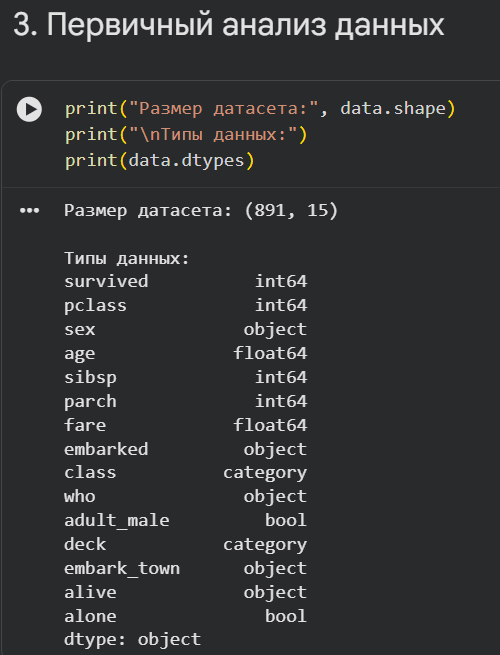 3. Первичный анализ данных
print("Размер датасета:", data.shape)
print("\nТипы данных:")
print(data.dtypes)
Размер датасета: (891, 15)
Типы данных:
survived int64
pclass int64
sex object
age float64
sibsp int64
parch int64
fare float64
embarked object
class category
who object
adult_male bool
deck category
embark_town object
alive object
alone bool
dtype: object